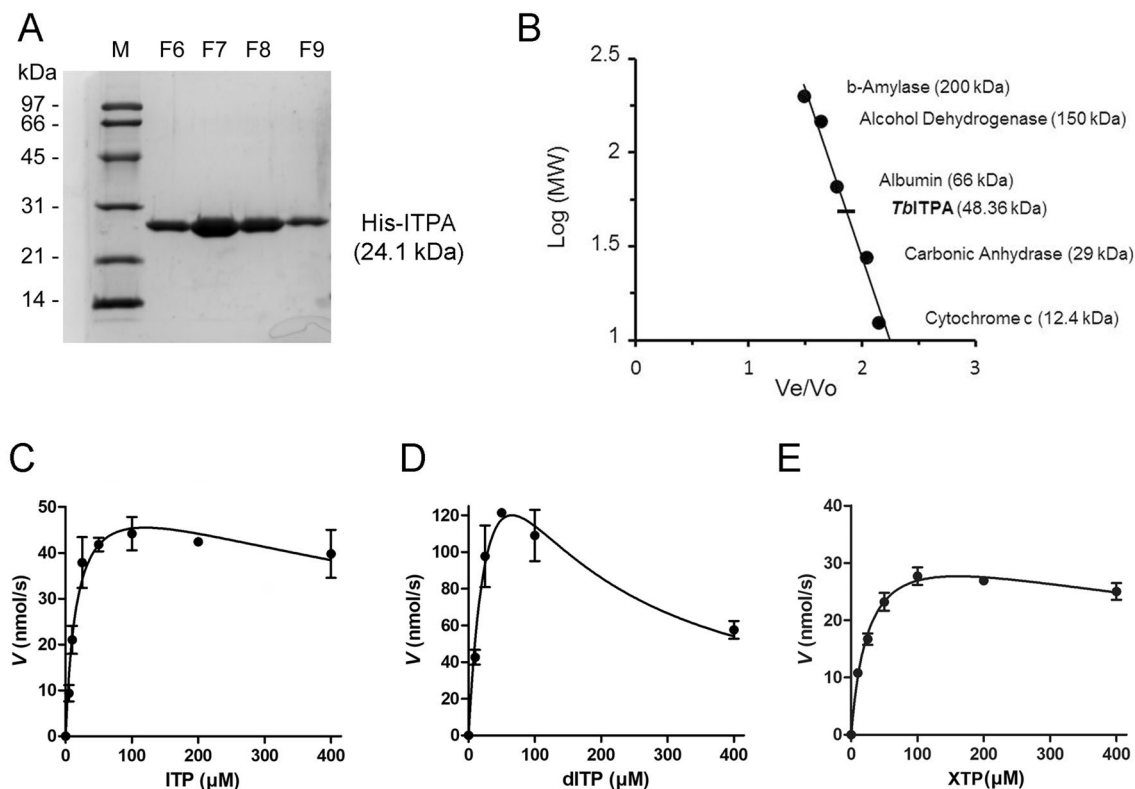 A
M F6 F7 F8 F9
kDa
97 -
66 -
45 -
31 -
21 -
14 -
His-ITPA
(24.1 kDa)
B
Log (MW)
2.5
2
1.5
1
0 1 2 3
Ve/Vo
b-Amylase (200 kDa)
Alcohol Dehydrogenase (150 kDa)
Albumin (66 kDa)
TbITPA (48.36 kDa)
Carbonic Anhydrase (29 kDa)
Cytochrome c (12.4 kDa)
C
V (nmol/s)
50
40
30
20
10
0
0 100 200 300 400
ITP (µM)
D
V (nmol/s)
120
100
80
60
40
20
0
0 100 200 300 400
dITP (µM)
E
V (nmol/s)
40
30
20
10
0
0 100 200 300 400
XTP(µM)